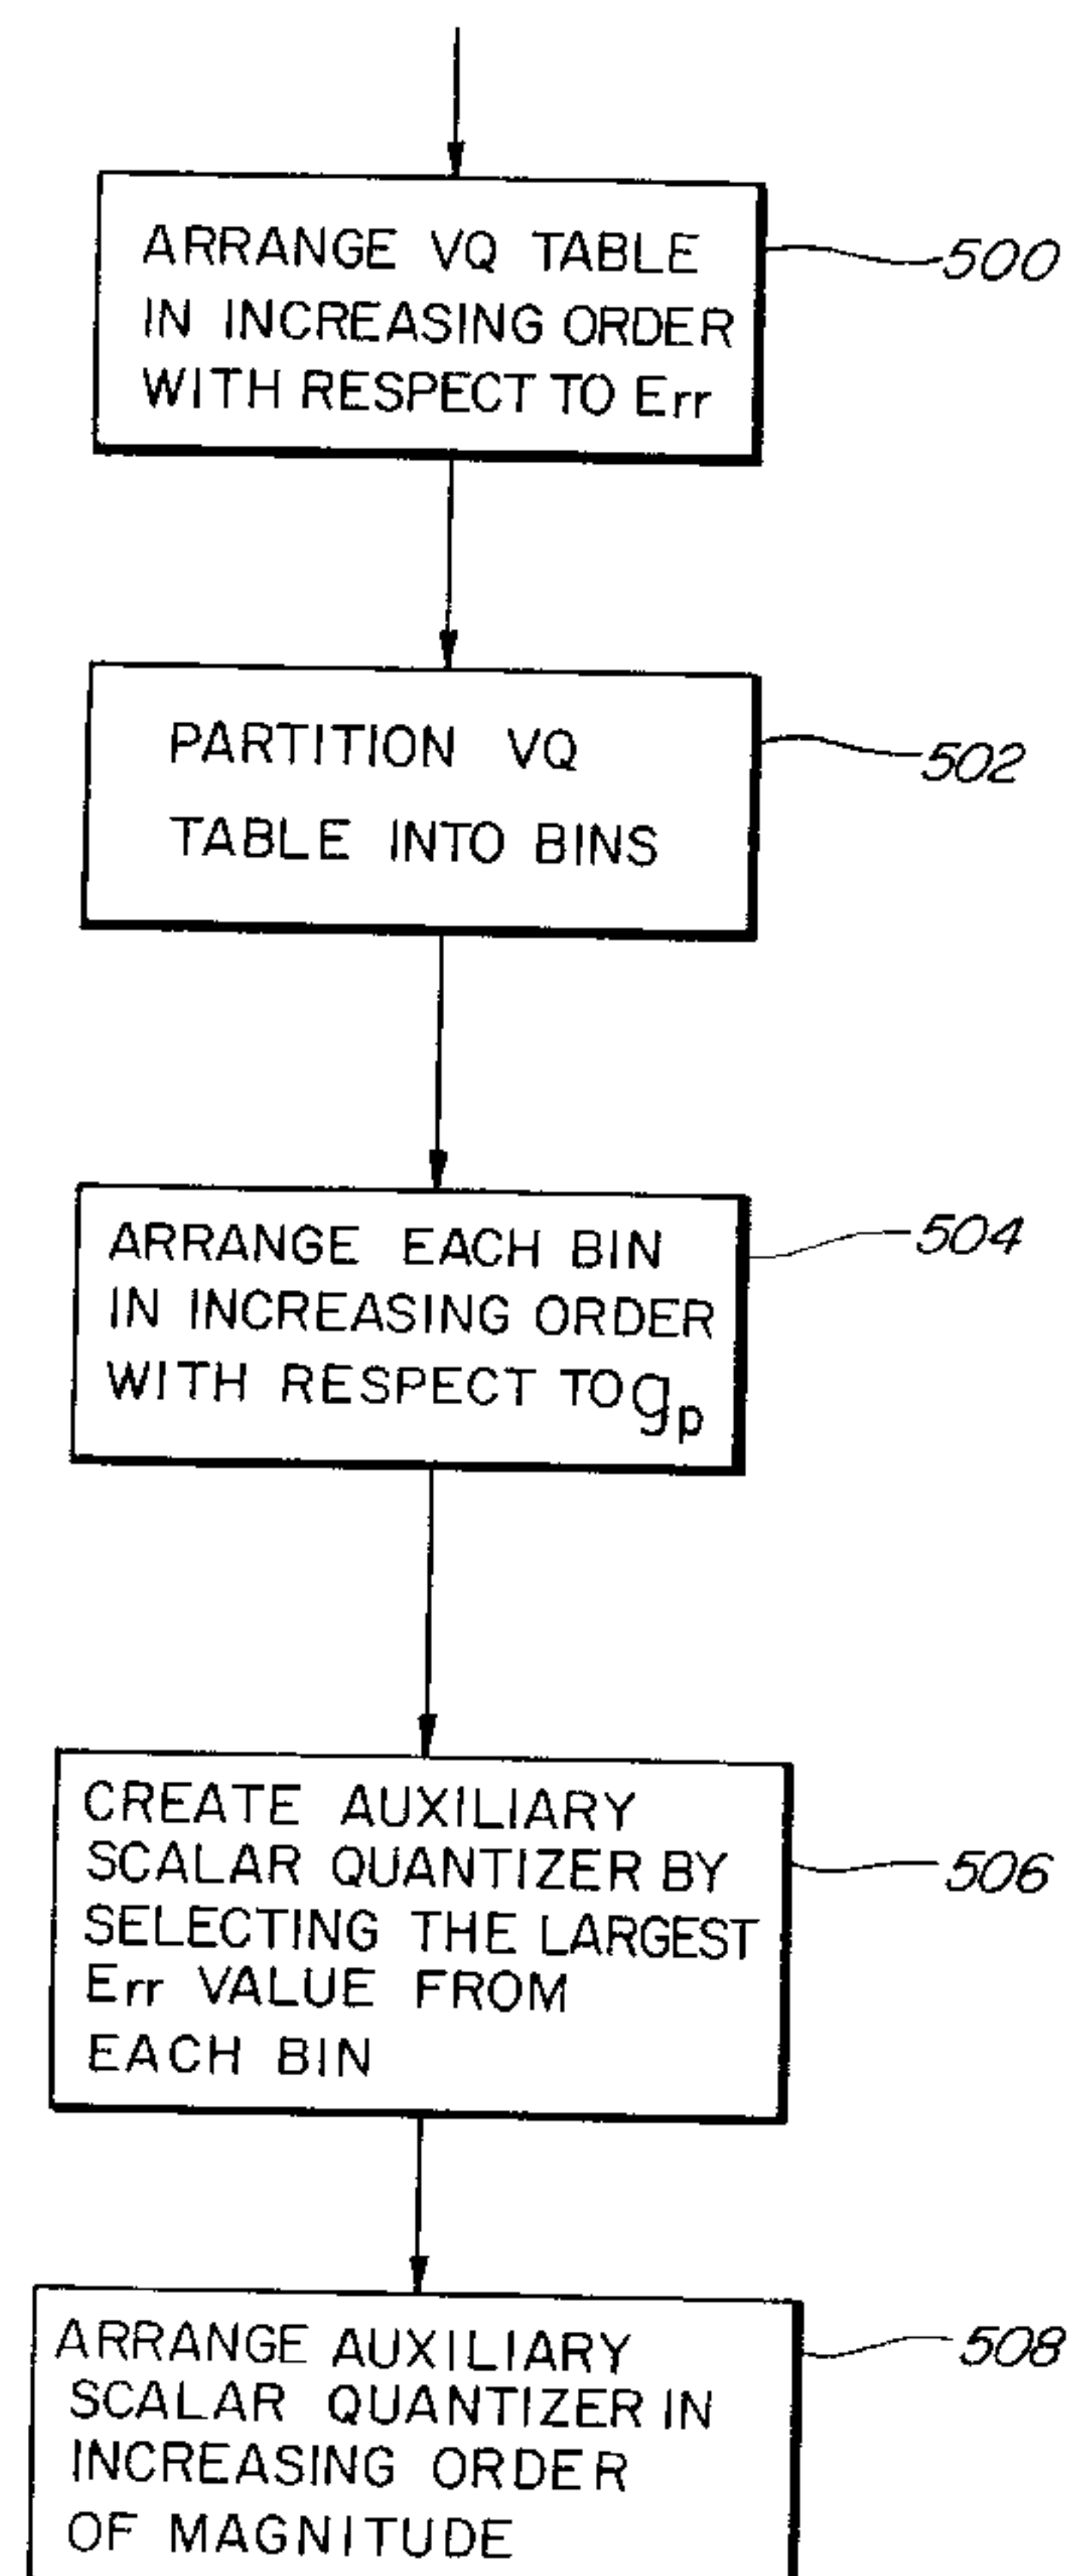 ARRANGE VQ TABLE
IN INCREASING ORDER
WITH RESPECT TO Err
500
PARTITION VQ
TABLE INTO BINS
502
ARRANGE EACH BIN
IN INCREASING ORDER
WITH RESPECT TO gp
504
CREATE AUXILIARY
SCALAR QUANTIZER BY
SELECTING THE LARGEST
Err VALUE FROM
EACH BIN
506
ARRANGE AUXILIARY
SCALAR QUANTIZER IN
INCREASING ORDER
OF MAGNITUDE
508